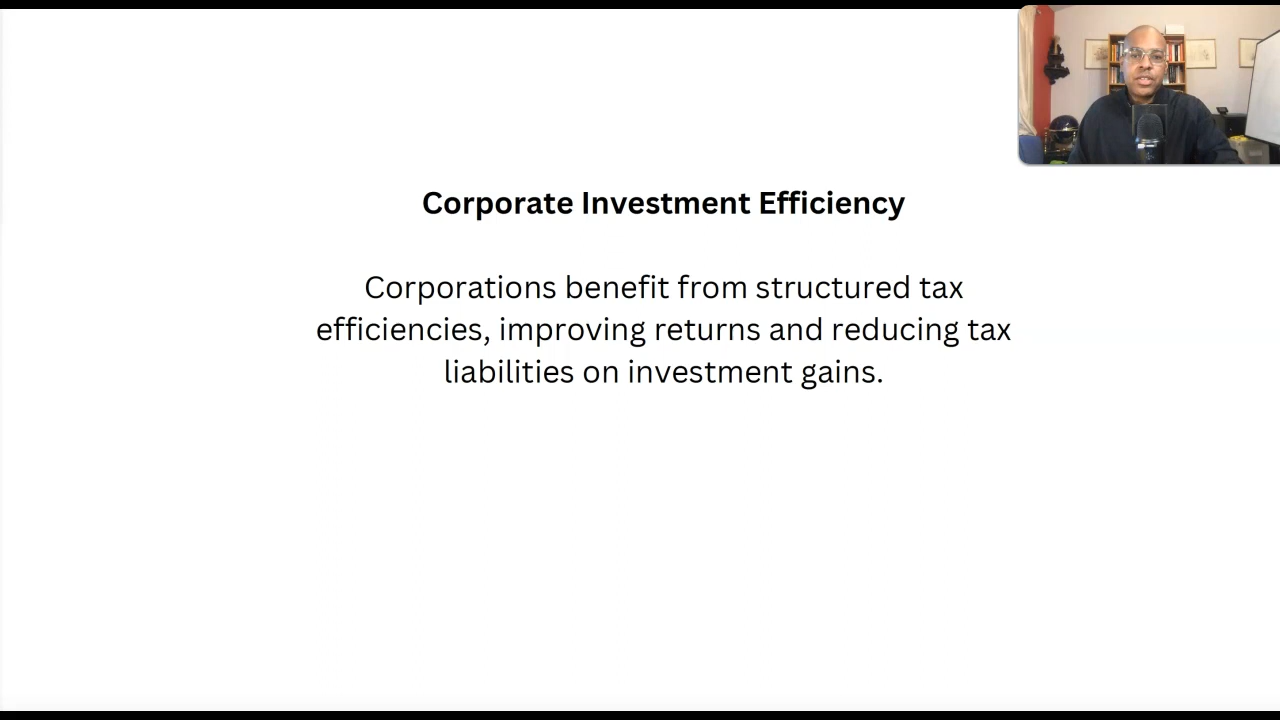 Corporate Investment Efficiency
Corporations benefit from structured tax
efficiencies, improving returns and reducing tax
liabilities on investment gains.